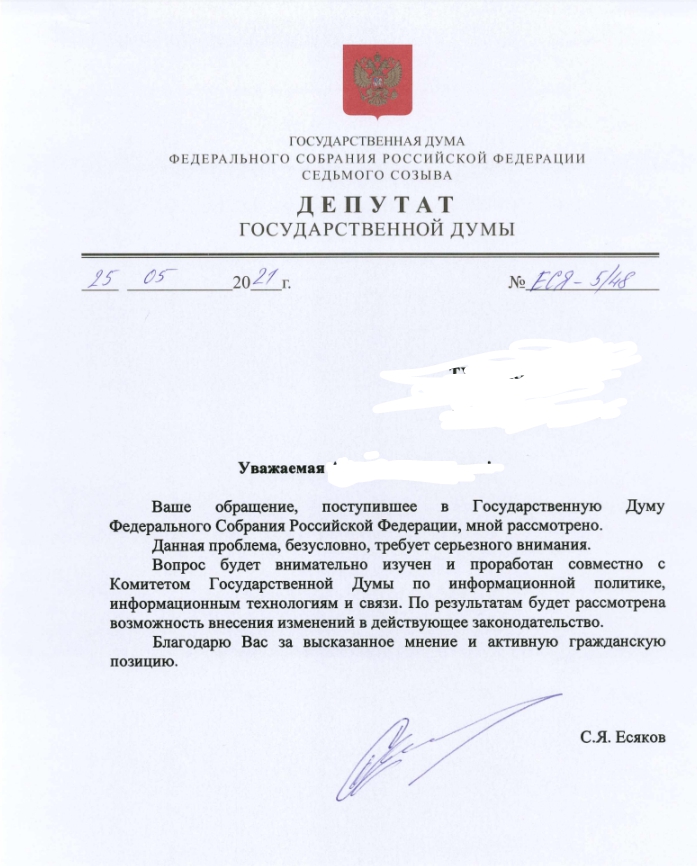 ГОСУДАРСТВЕННАЯ ДУМА
ФЕДЕРАЛЬНОГО СОБРАНИЯ РОССИЙСКОЙ ФЕДЕРАЦИИ
СЕДЬМОГО СОЗЫВА
ДЕПУТАТ
ГОСУДАРСТВЕННОЙ ДУМЫ
25 05 2021г. № ЕСЯ-5/48
Уважаемая
Ваше обращение, поступившее в Государственную Думу
Федерального Собрания Российской Федерации, мной рассмотрено.
Данная проблема, безусловно, требует серьезного внимания.
Вопрос будет внимательно изучен и проработан совместно с
Комитетом Государственной Думы по информационной политике,
информационным технологиям и связи. По результатам будет рассмотрена
возможность внесения изменений в действующее законодательство.
Благодарю Вас за высказанное мнение и активную гражданскую
позицию.
С.Я. Есяков